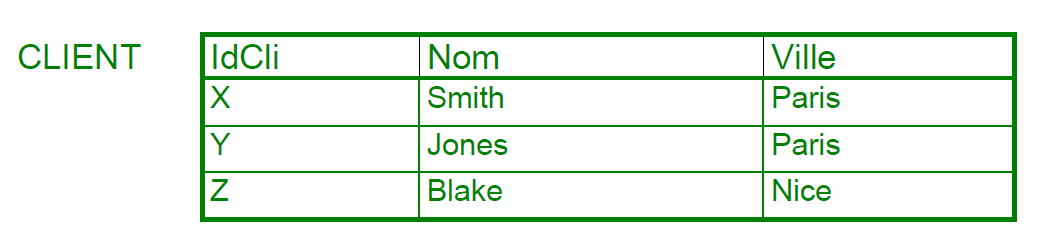 CLIENT IdCli Nom Ville
X Smith Paris
Y Jones Paris
Z Blake Nice